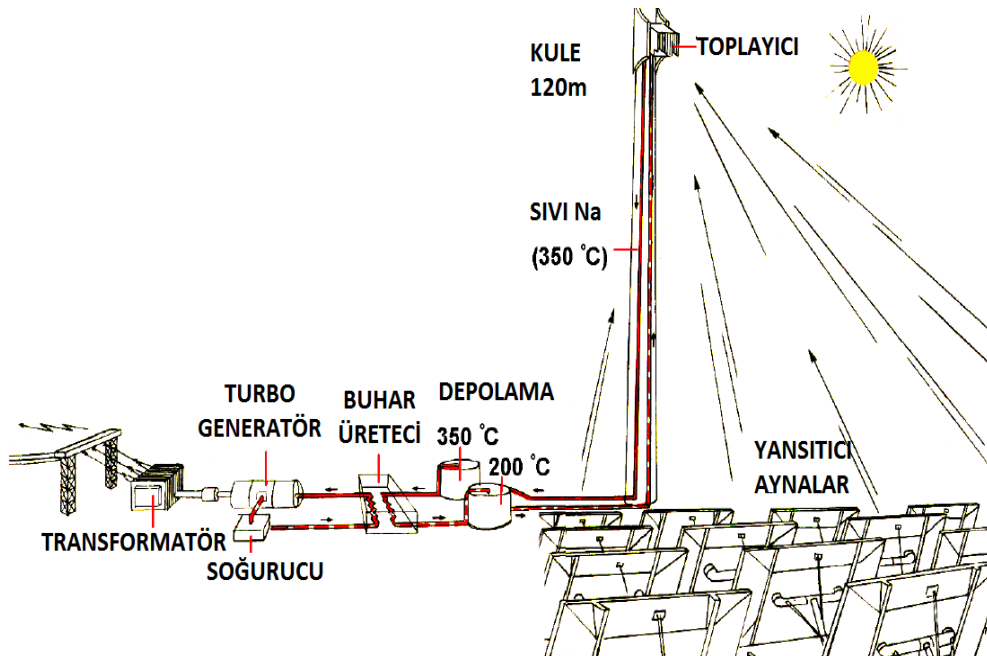 KULE
120m
TOPLAYICI
SIVI Na
(350 °C)
TURBO
GENERATÖR
BUHAR
ÜRETECİ
DEPOLAMA
350 °C
200 °C
YANSITICI
AYNALAR
TRANSFORMATÖR
SOĞURUCU